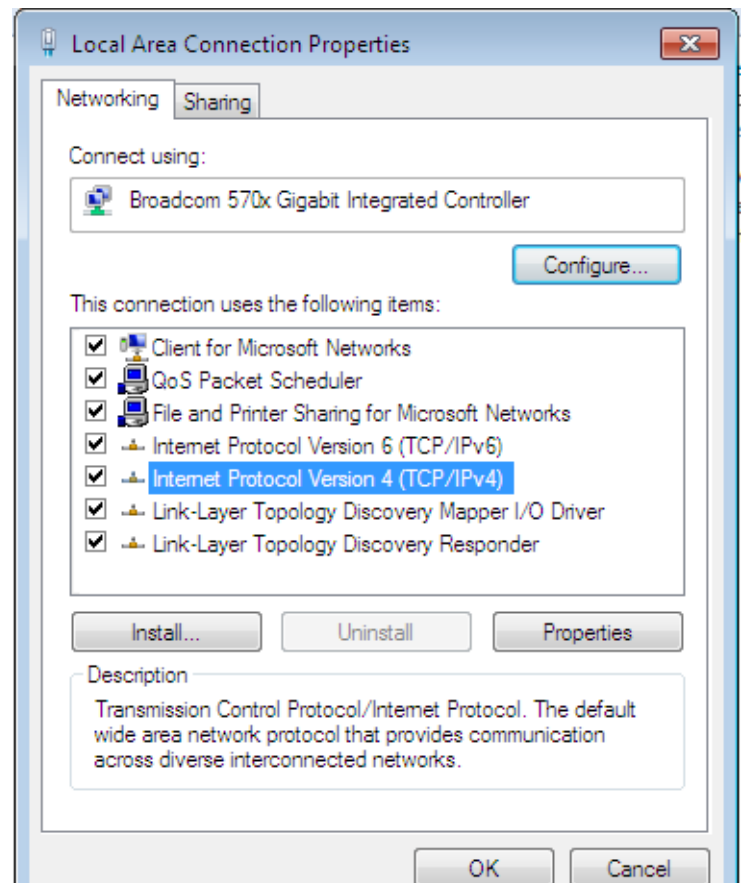 Local Area Connection Properties
Networking
Sharing
Connect using:
Broadcom 570x Gigabit Integrated Controller
Configure...
This connection uses the following items:
Client for Microsoft Networks
QoS Packet Scheduler
File and Printer Sharing for Microsoft Networks
Internet Protocol Version 6 (TCP/IPv6)
Internet Protocol Version 4 (TCP/IPv4)
Link-Layer Topology Discovery Mapper I/O Driver
Link-Layer Topology Discovery Responder
Install...
Uninstall
Properties
Description
Transmission Control Protocol/Internet Protocol. The default
wide area network protocol that provides communication
across diverse interconnected networks.
OK
Cancel